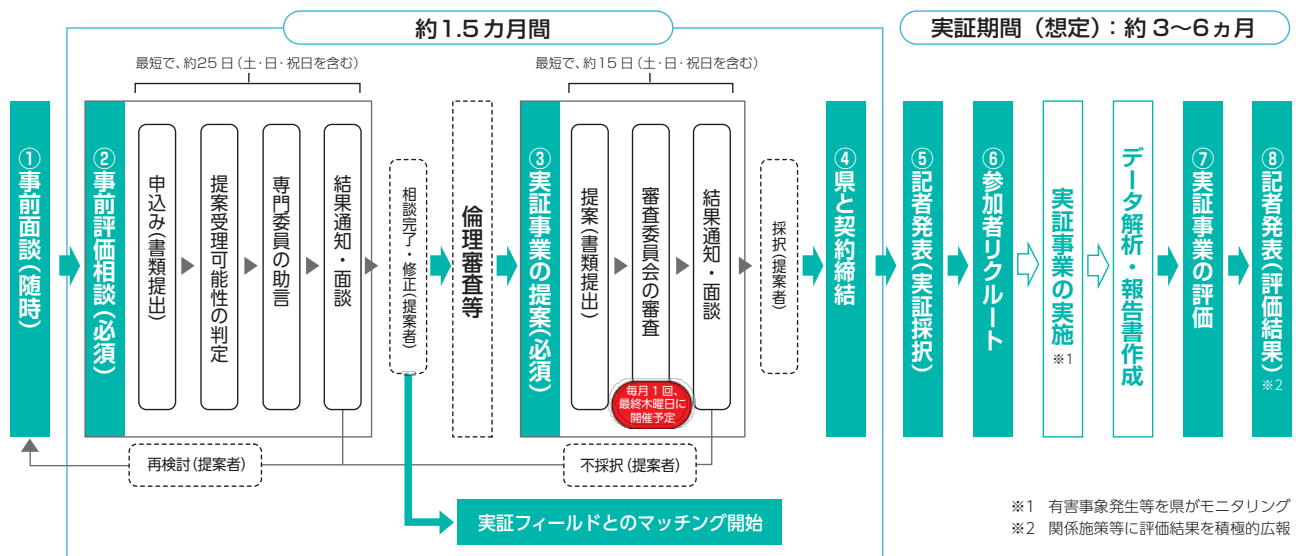 約1.5カ月間
実証期間（想定）：約3～6ヵ月
最短で、約25日（土・日・祝日を含む）
最短で、約15日（土・日・祝日を含む）
①事前面談（随時）
②事前評価相談（必須）
申込み（書類提出）
提案受理可能性の判定
専門委員の助言
結果通知・面談
相談完了・修正（提案者）
倫理審査等
③実証事業の提案（必須）
提案（書類提出）
審査委員会の審査
毎月1回、
最終木曜日に
開催予定
結果通知・面談
採択（提案者）
④県と契約締結
⑤記者発表（実証採択）
⑥参加者リクルート
実証事業の実施
※1
データ解析・報告書作成
⑦実証事業の評価
⑧記者発表（評価結果）
※2
再検討（提案者）
不採択（提案者）
実証フィールドとのマッチング開始
※1 有害事象発生等を県がモニタリング
※2 関係施策等に評価結果を積極的広報